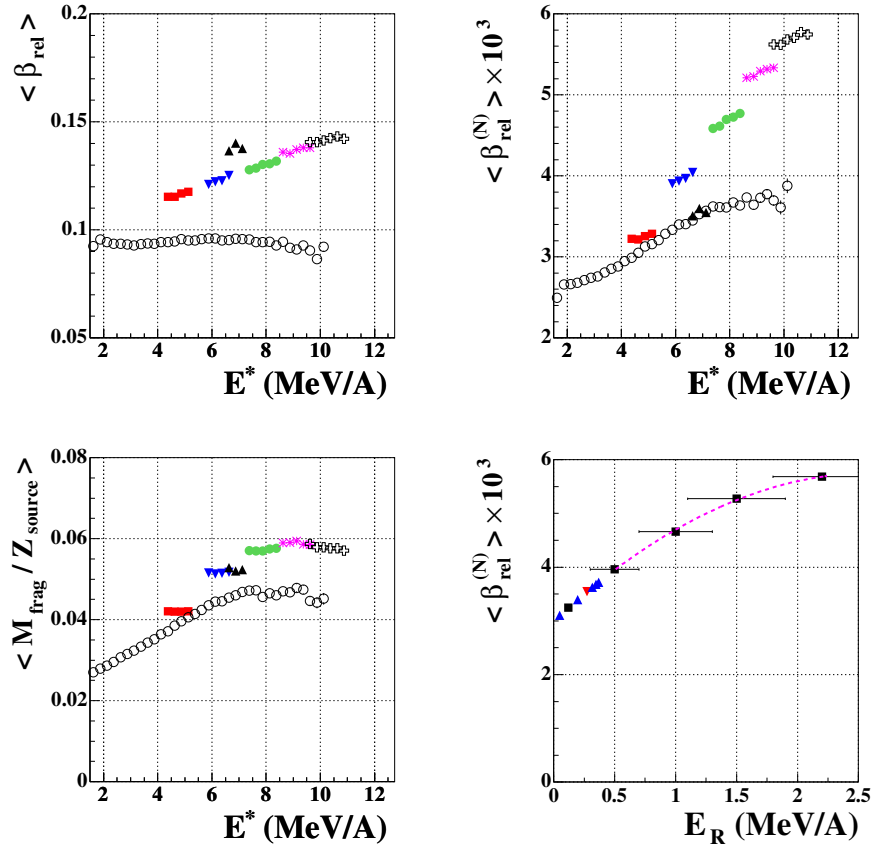 < β_rel >
0.2
0.15
0.1
0.05
2 4 6 8 10 12
E* (MeV/A)
< β_rel^(N) > × 10^3
6
5
4
3
2
2 4 6 8 10 12
E* (MeV/A)
< M_frag / Z_source >
0.08
0.06
0.04
0.02
0
2 4 6 8 10 12
E* (MeV/A)
< β_rel^(N) > × 10^3
6
4
2
0
0 0.5 1 1.5 2 2.5
E_R (MeV/A)